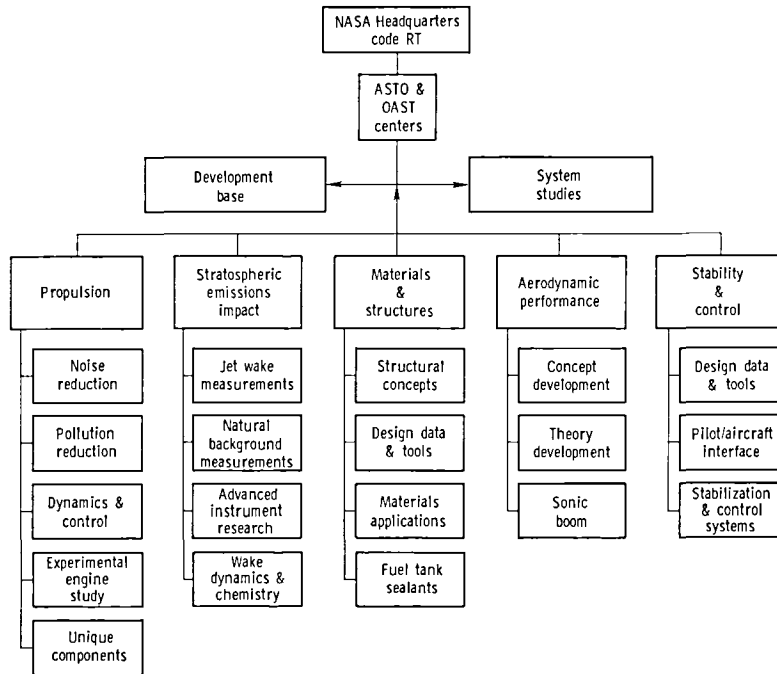 NASA Headquarters
code RT
ASTO &
OAST
centers
Development
base
System
studies
Propulsion
Stratospheric
emissions
impact
Materials
&
structures
Aerodynamic
performance
Stability
&
control
Noise
reduction
Pollution
reduction
Dynamics &
control
Experimental
engine
study
Unique
components
Jet wake
measurements
Natural
background
measurements
Advanced
instrument
research
Wake
dynamics &
chemistry
Structural
concepts
Design data
& tools
Materials
applications
Fuel tank
sealants
Concept
development
Theory
development
Sonic
boom
Design data
& tools
Pilot/aircraft
interface
Stabilization
& control
systems